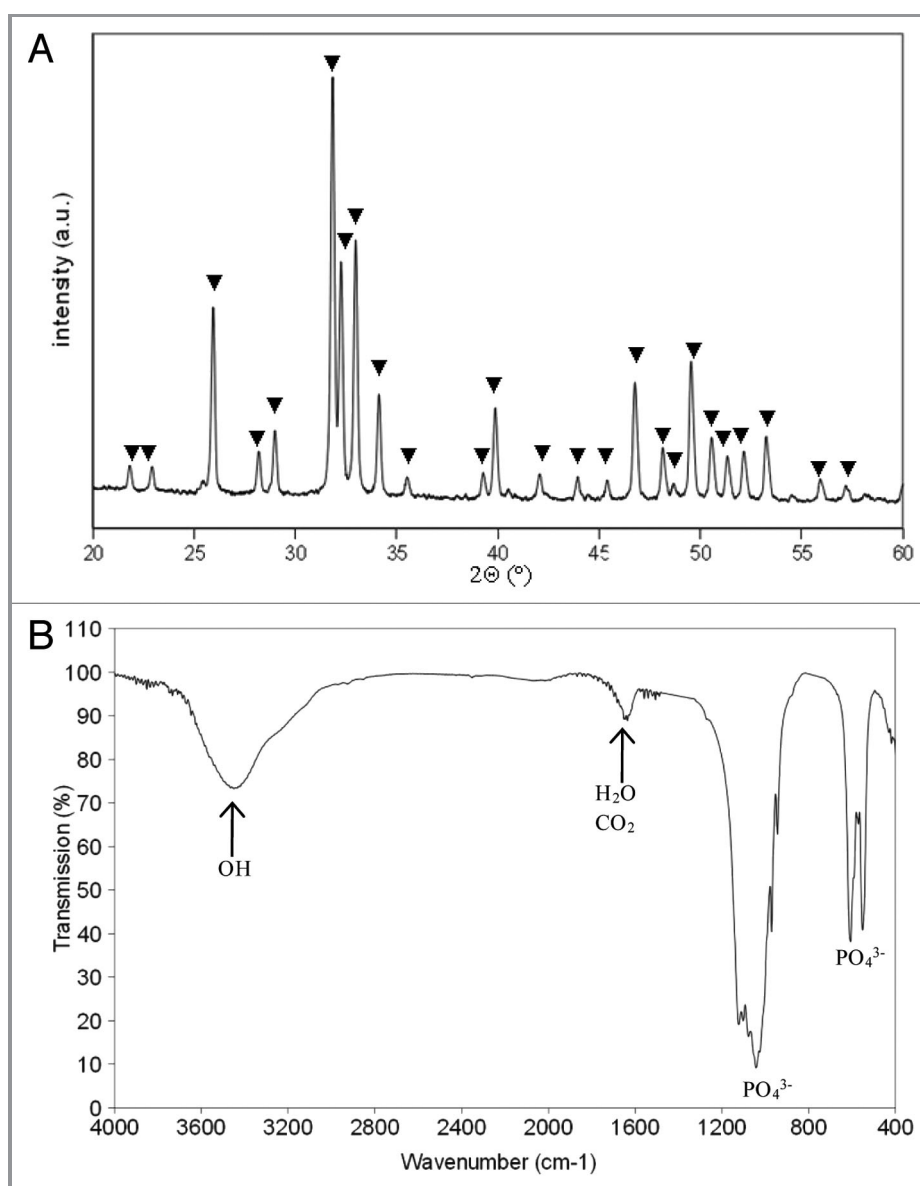 A
intensity (a.u.)
20 25 30 35 40 45 50 55 60
2Θ (°)
B
110
100
90
80
70
60
50
40
30
20
10
0
Transmission (%)
OH
H₂O
CO₂
PO₄³⁻
PO₄³⁻
4000 3600 3200 2800 2400 2000 1600 1200 800 400
Wavenumber (cm-1)